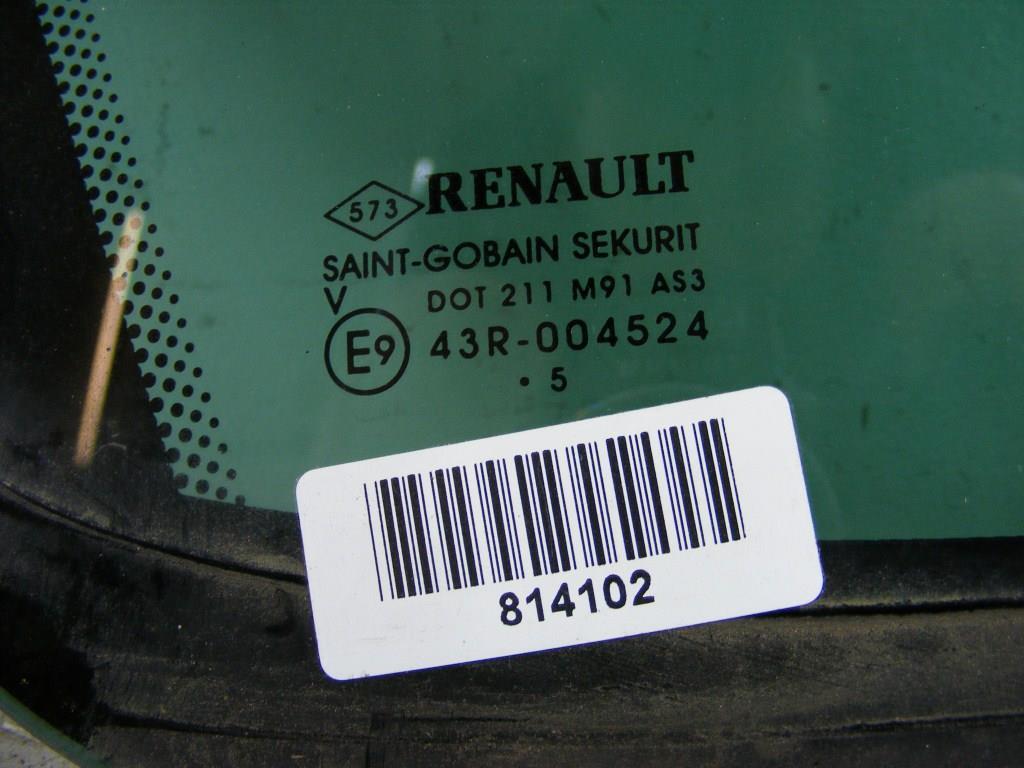 573 RENAULT
SAINT-GOBAIN SEKURIT
V DOT 211 M91 AS3
E9 43R-004524
• 5
814102